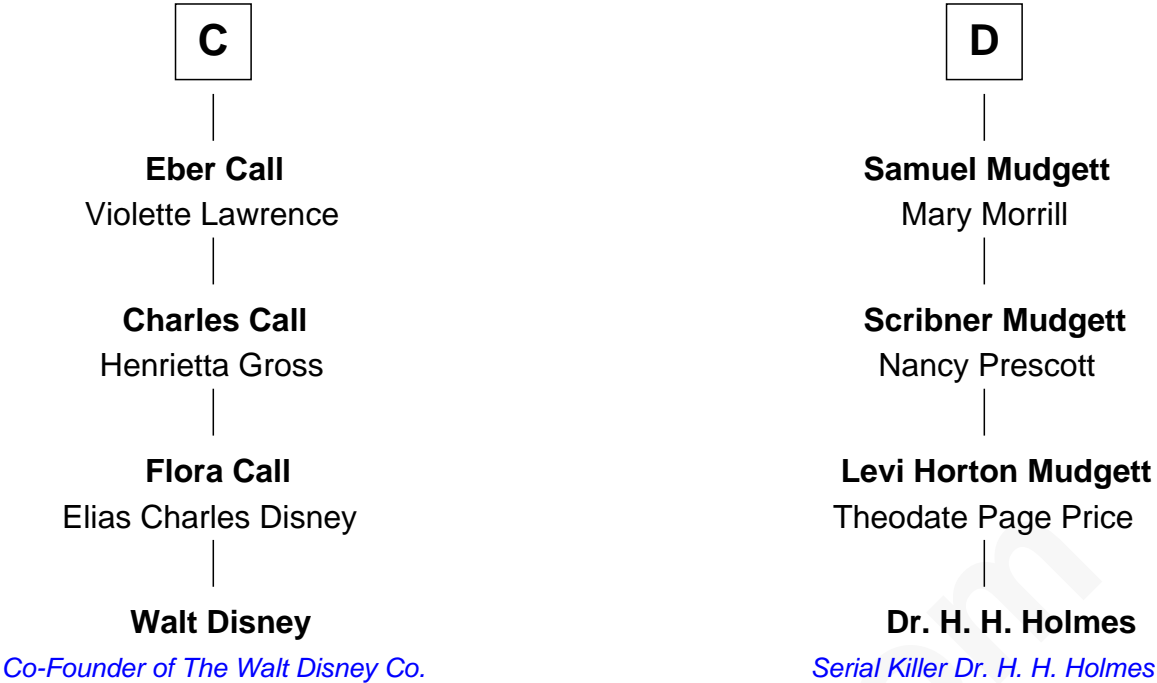 C
Eber Call
Violette Lawrence
Charles Call
Henrietta Gross
Flora Call
Elias Charles Disney
Walt Disney
Co-Founder of The Walt Disney Co.
D
Samuel Mudgett
Mary Morrill
Scribner Mudgett
Nancy Prescott
Levi Horton Mudgett
Theodate Page Price
Dr. H. H. Holmes
Serial Killer Dr. H. H. Holmes